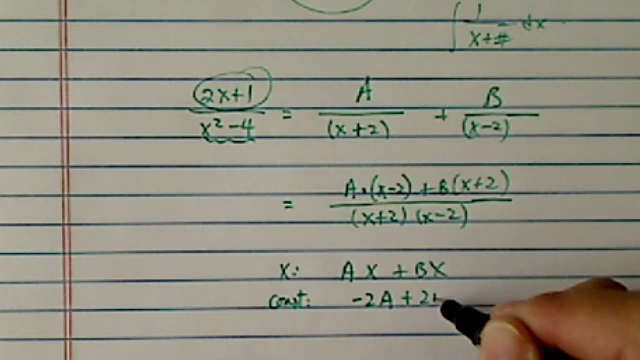 ∫ 1/(x+#) dx
(2x+1)/(x²-4) = A/(x+2) + B/(x-2)
= (A·(x-2) + B(x+2))/((x+2)(x-2))
x: Ax + Bx
const: -2A + 2